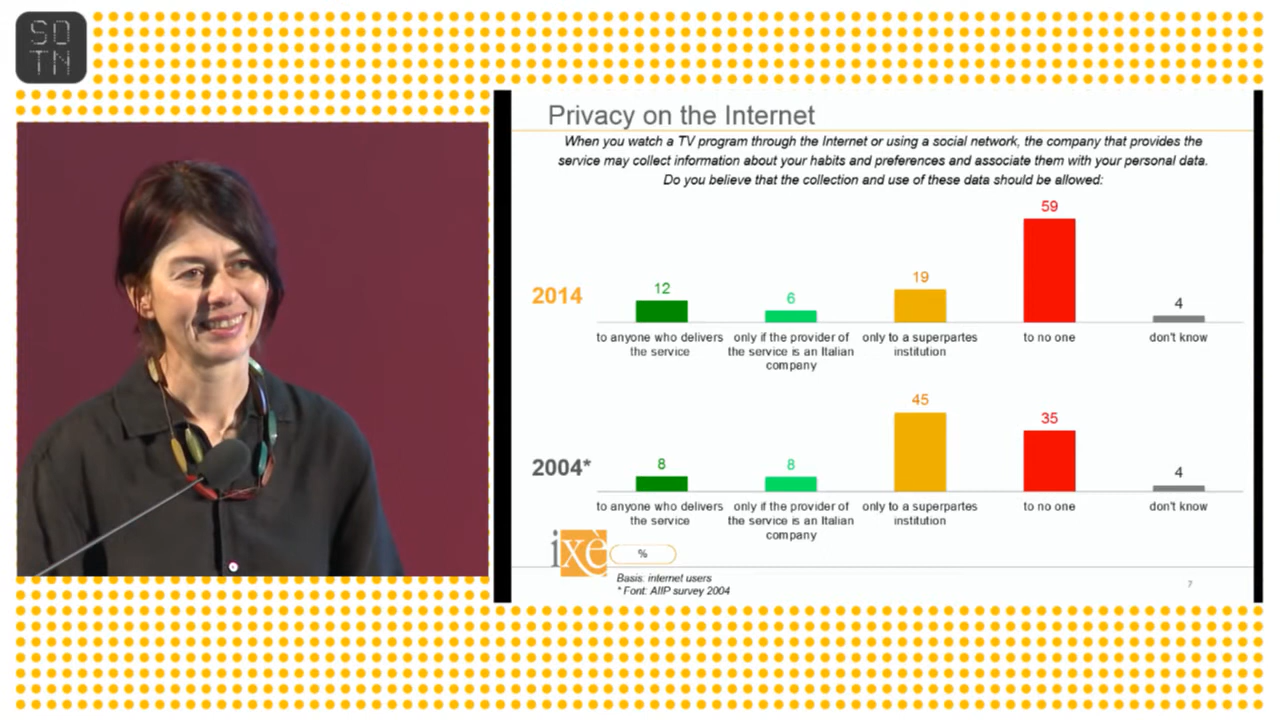 SD
TN
Privacy on the Internet
When you watch a TV program through the Internet or using a social network, the company that provides the
service may collect information about your habits and preferences and associate them with your personal data.
Do you believe that the collection and use of these data should be allowed:
2014
12
6
19
59
4
to anyone who delivers
the service
only if the provider of
the service is an Italian
company
only to a superpartes
institution
to no one
don't know
2004*
8
8
45
35
4
to anyone who delivers
the service
only if the provider of
the service is an Italian
company
only to a superpartes
institution
to no one
don't know
ixè
%
Basis: internet users
* Font: AIIP survey 2004
7